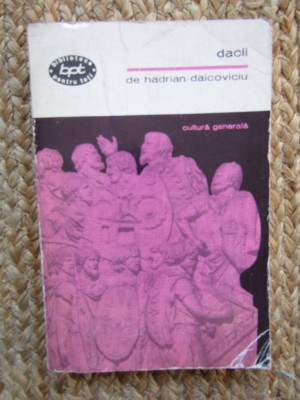 biblioteca
bpt
pentru toți
dacii
de hadrian daicoviciu
cultură generală